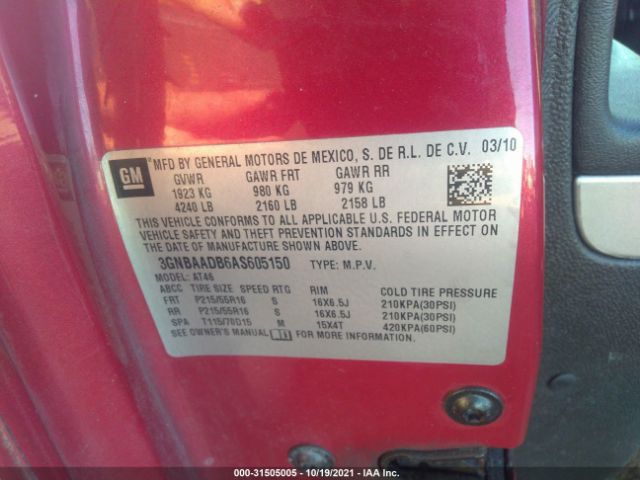 GM
® MFD BY GENERAL MOTORS DE MEXICO, S. DE R.L. DE C.V. 03/10
GVWR GAWR FRT GAWR RR
1923 KG 980 KG 979 KG
4240 LB 2160 LB 2158 LB
THIS VEHICLE CONFORMS TO ALL APPLICABLE U.S. FEDERAL MOTOR
VEHICLE SAFETY AND THEFT PREVENTION STANDARDS IN EFFECT ON
THE DATE OF MANUFACTURE SHOWN ABOVE.
3GNBAADB6AS605150 TYPE: M.P.V.
MODEL: AT46
ABCC TIRE SIZE SPEED RTG RIM COLD TIRE PRESSURE
FRT P215/55R16 S 16X6.5J 210KPA(30PSI)
RR P215/55R16 S 16X6.5J 210KPA(30PSI)
SPA T115/70D15 M 15X4T 420KPA(60PSI)
SEE OWNER'S MANUAL FOR MORE INFORMATION.
000-31505005 - 10/19/2021 - IAA Inc.